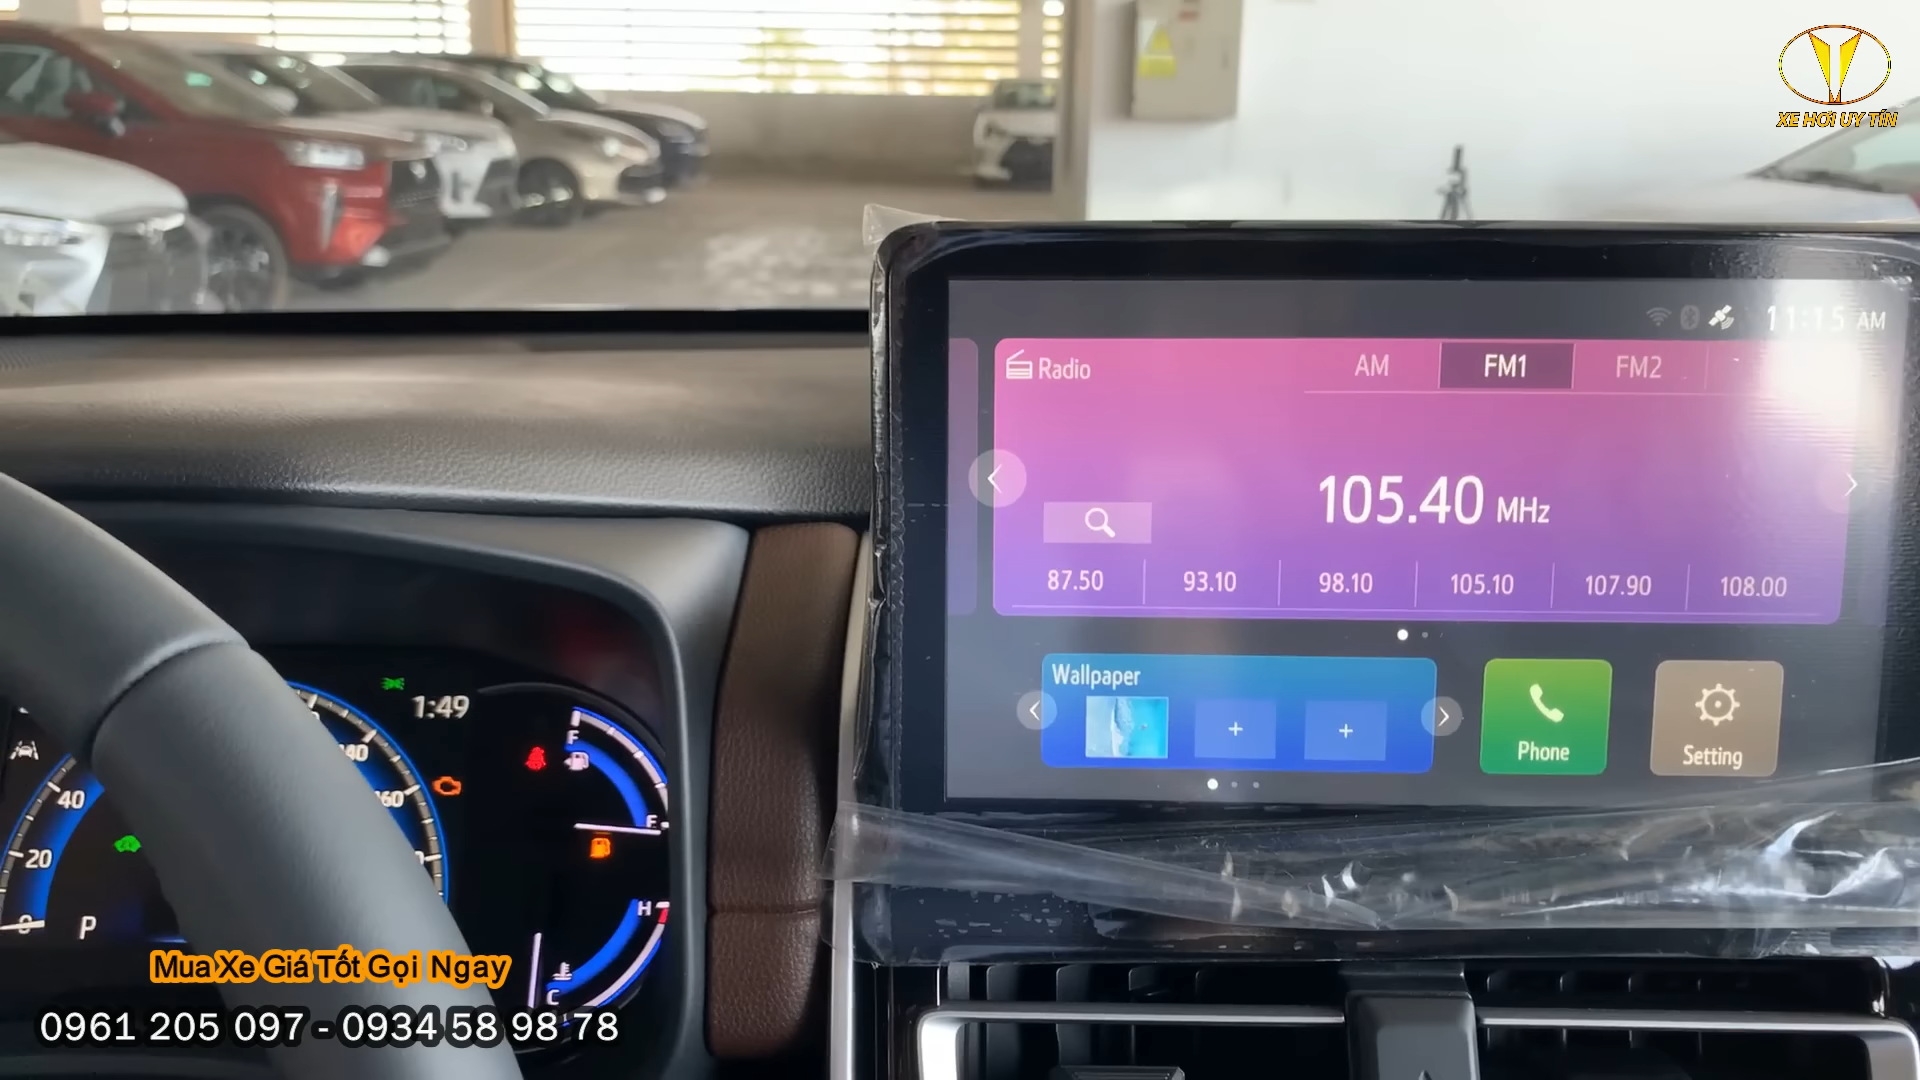 XE HƠI UY TÍN
11:15 AM
Radio
AM FM1 FM2
105.40 MHz
87.50 93.10 98.10 105.10 107.90 108.00
Wallpaper
+ +
Phone
Setting
1:49
F
E
H
C
40
20
0
P
Mua Xe Giá Tốt Gọi Ngay
0961 205 097 - 0934 58 98 78